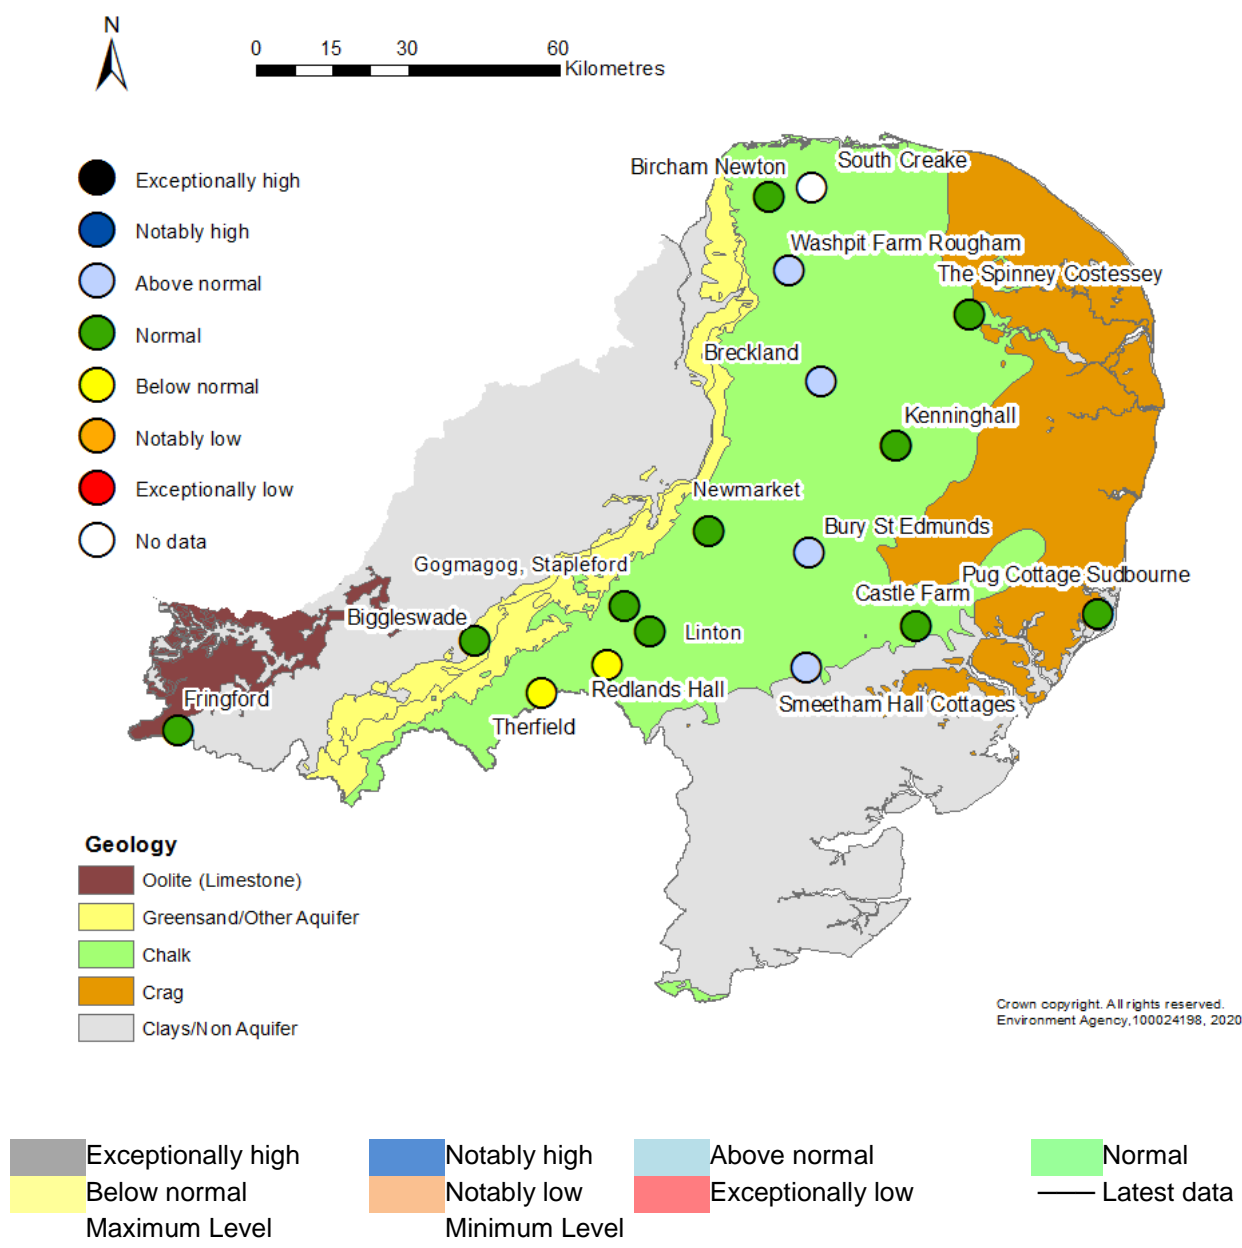 N
0 15 30 60
Kilometres
Exceptionally high
Notably high
Above normal
Normal
Below normal
Notably low
Exceptionally low
No data
South Creake
Bircham Newton
Washpit Farm Rougham
The Spinney Costessey
Breckland
Kenninghall
Newmarket
Bury St Edmunds
Gogmagog, Stapleford
Pug Cottage Sudbourne
Castle Farm
Biggleswade
Linton
Redlands Hall
Fringford
Smeetham Hall Cottages
Therfield
Geology
Oolite (Limestone)
Greensand/Other Aquifer
Chalk
Crag
Clays/Non Aquifer
Crown copyright. All rights reserved.
Environment Agency,100024198, 2020
Exceptionally high Notably high Above normal Normal
Below normal Notably low Exceptionally low Latest data
Maximum Level Minimum Level